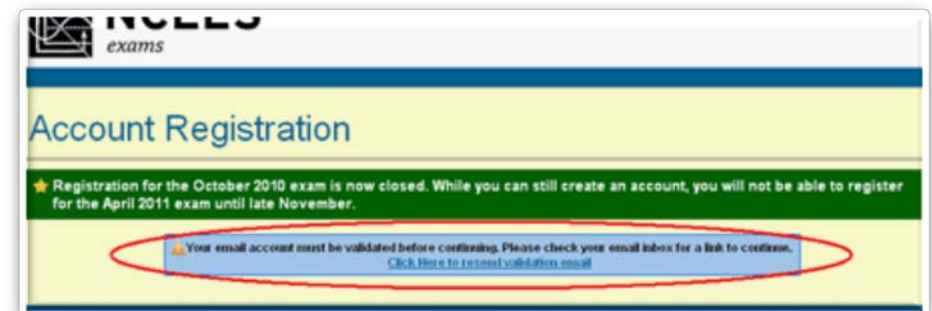 NCEES
exams
Account Registration
Registration for the October 2010 exam is now closed. While you can still create an account, you will not be able to register
for the April 2011 exam until late November.
Your email account must be validated before continuing. Please check your email inbox for a link to continue.
Click Here to resend validation email